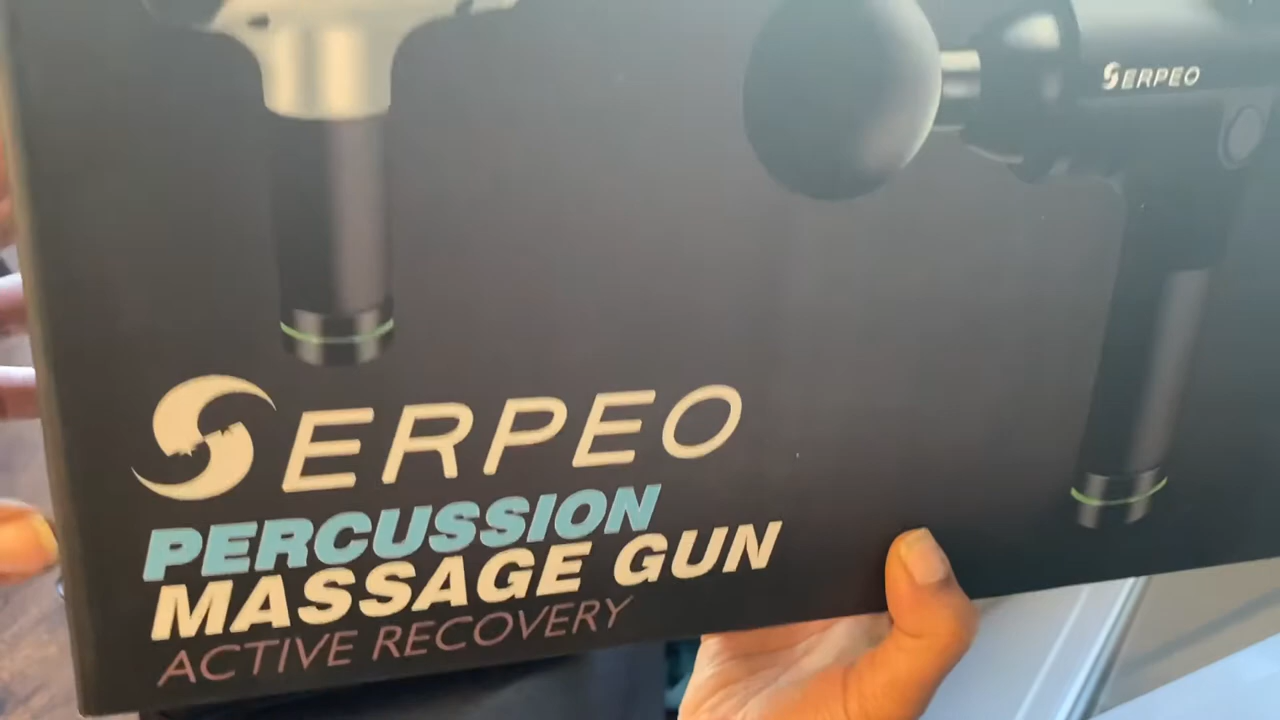 SERPEO
SERPEO
PERCUSSION
MASSAGE GUN
ACTIVE RECOVERY